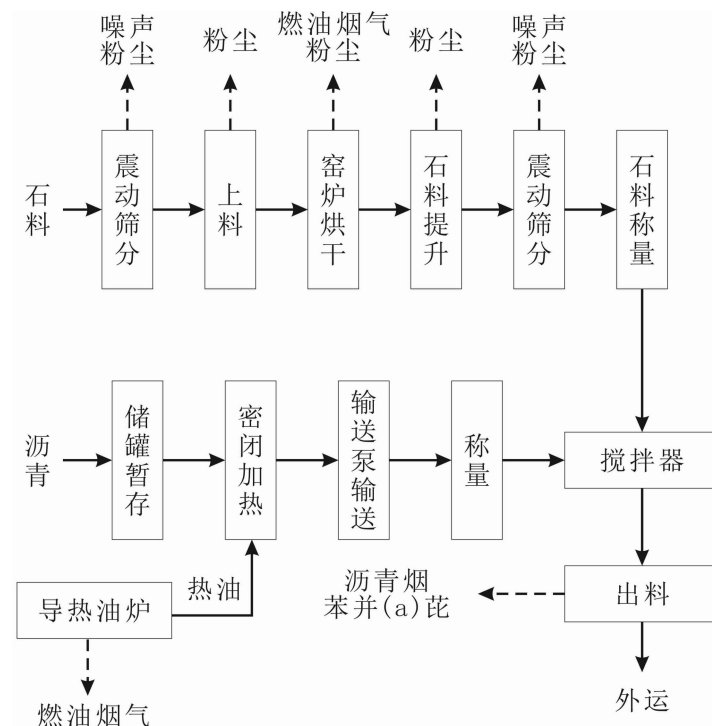 噪声
粉尘
粉尘
燃油烟气
粉尘
粉尘
噪声
粉尘
石料
震动筛分
上料
窑炉烘干
石料提升
震动筛分
石料称量
沥青
储罐暂存
密闭加热
输送泵输送
称量
搅拌器
热油
导热油炉
沥青烟
苯并(a)芘
出料
燃油烟气
外运